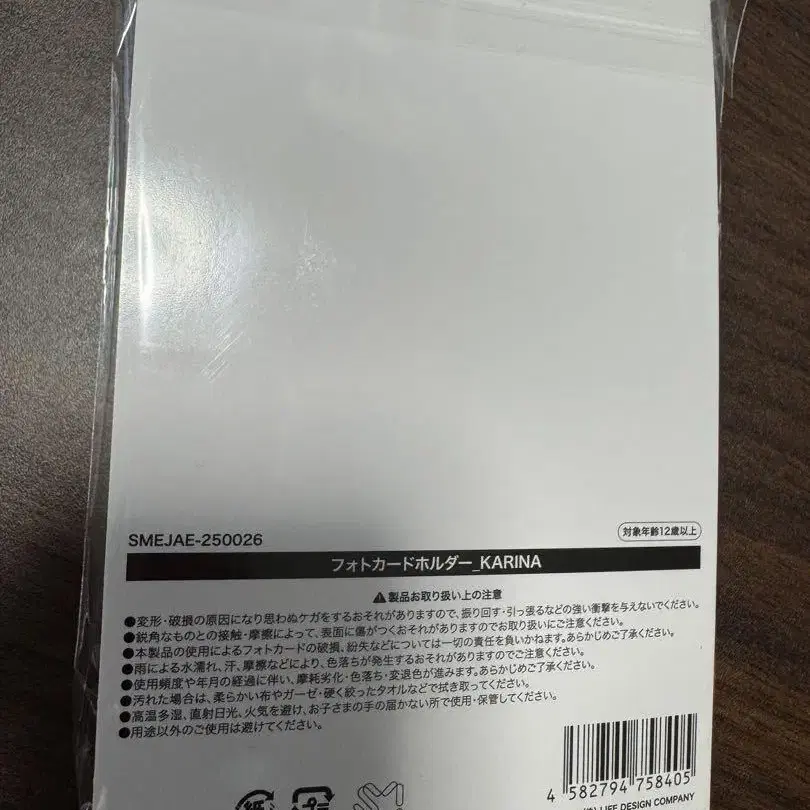 SMEJAE-250026
対象年齢12歳以上
フォトカードホルダー_KARINA
⚠製品お取り扱い上の注意
●変形・破損の原因になり思わぬケガをするおそれがありますので、振り回す・引っ張るなどの強い衝撃を与えないでください。
●鋭角なものとの接触・摩擦によって、表面に傷がつくおそれがありますのでお取り扱いにご注意ください。
●本製品の使用によるフォトカードの破損、紛失などについては一切の責任を負いかねます。あらかじめご了承ください。
●雨による水濡れ、汗、摩擦などにより、色落ちが発生するおそれがありますのでご注意ください。
●使用頻度や年月の経過に伴い、摩耗劣化・色落ち・変退色が進みます。あらかじめご了承ください。
●汚れた場合は、柔らかい布やガーゼ・硬く絞ったタオルなどで拭き取ってください。
●高温多湿、直射日光、火気を避け、お子さまの手の届かない所で使用・保管してください。
●用途以外のご使用は避けてください。
紙 プラ SM
4 582794 758405
LIFE DESIGN COMPANY